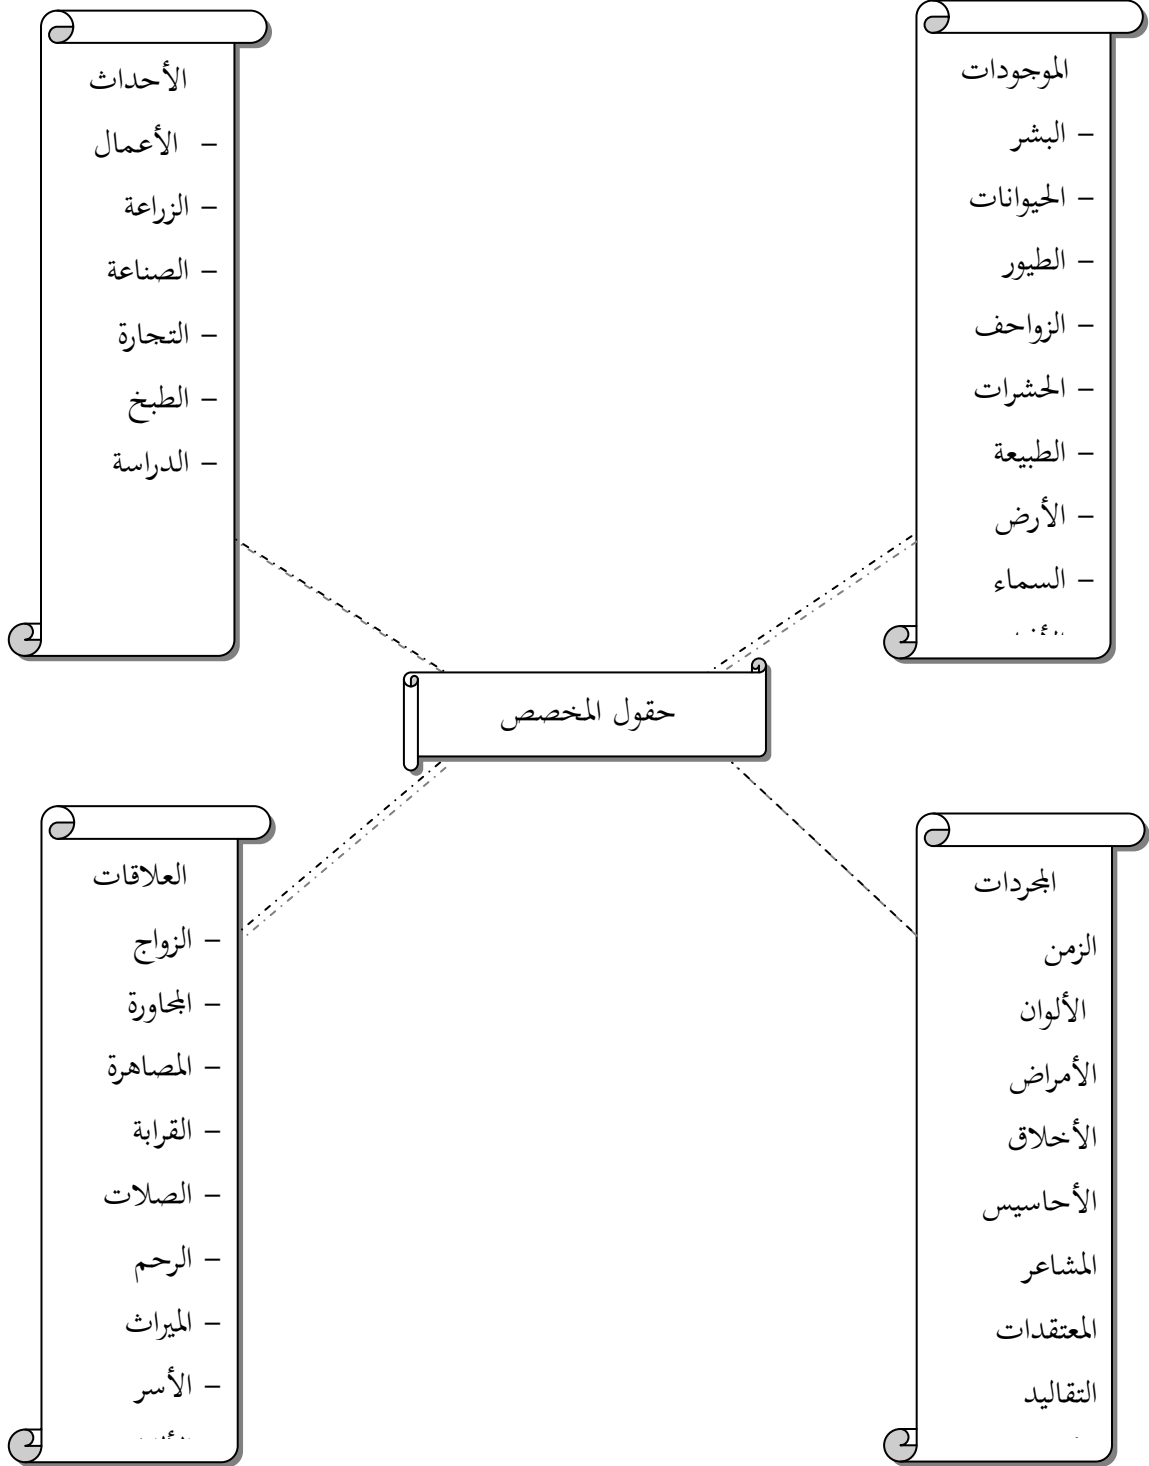 الموجودات
– البشر
– الحيوانات
– الطيور
– الزواحف
– الحشرات
– الطبيعة
– الأرض
– السماء
الأحداث
– الأعمال
– الزراعة
– الصناعة
– التجارة
– الطبخ
– الدراسة
حقول المخصص
المجردات
الزمن
الألوان
الأمراض
الأخلاق
الأحاسيس
المشاعر
المعتقدات
التقاليد
العلاقات
– الزواج
– المجاورة
– المصاهرة
– القرابة
– الصلات
– الرحم
– الميراث
– الأسر